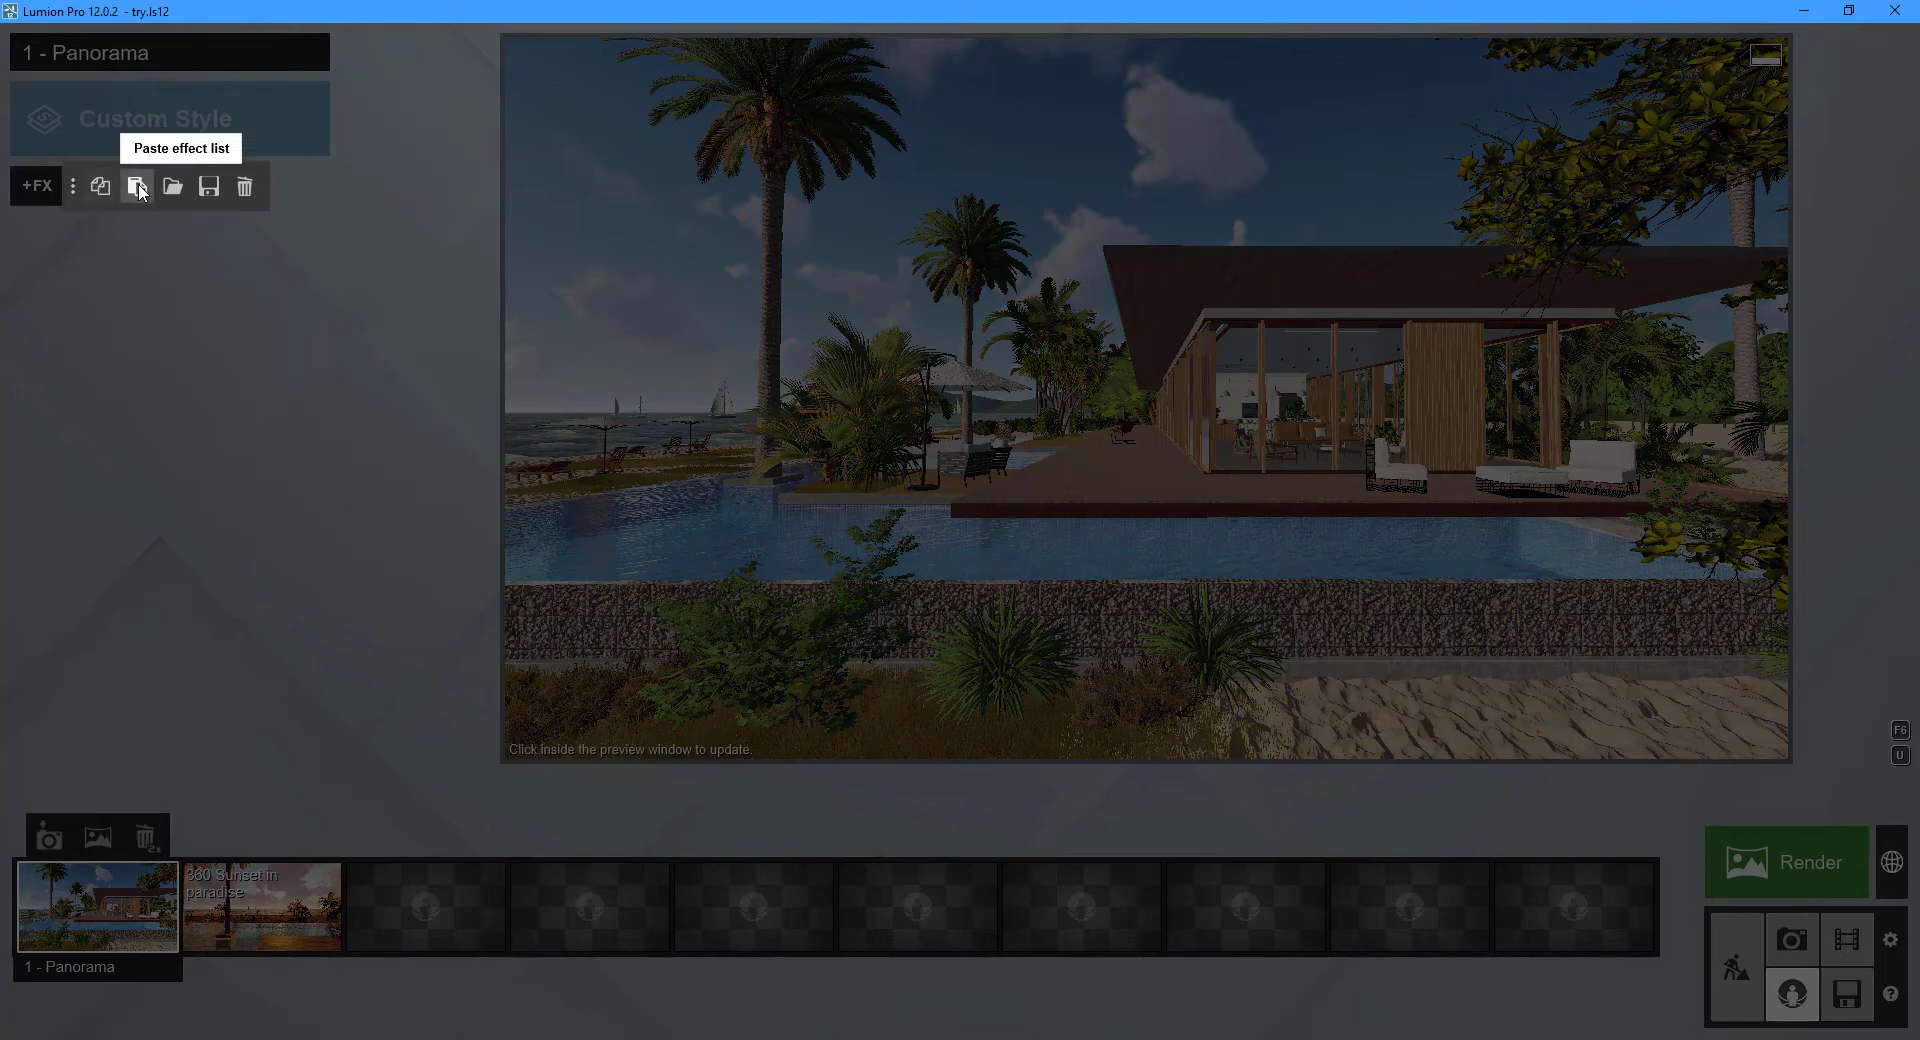 Lumion Pro 12.0.2 - try.ls12
1 - Panorama
Custom Style
Paste effect list
+FX
Click inside the preview window to update.
F6
U
360 Sunset in
paradise
Render
1 - Panorama